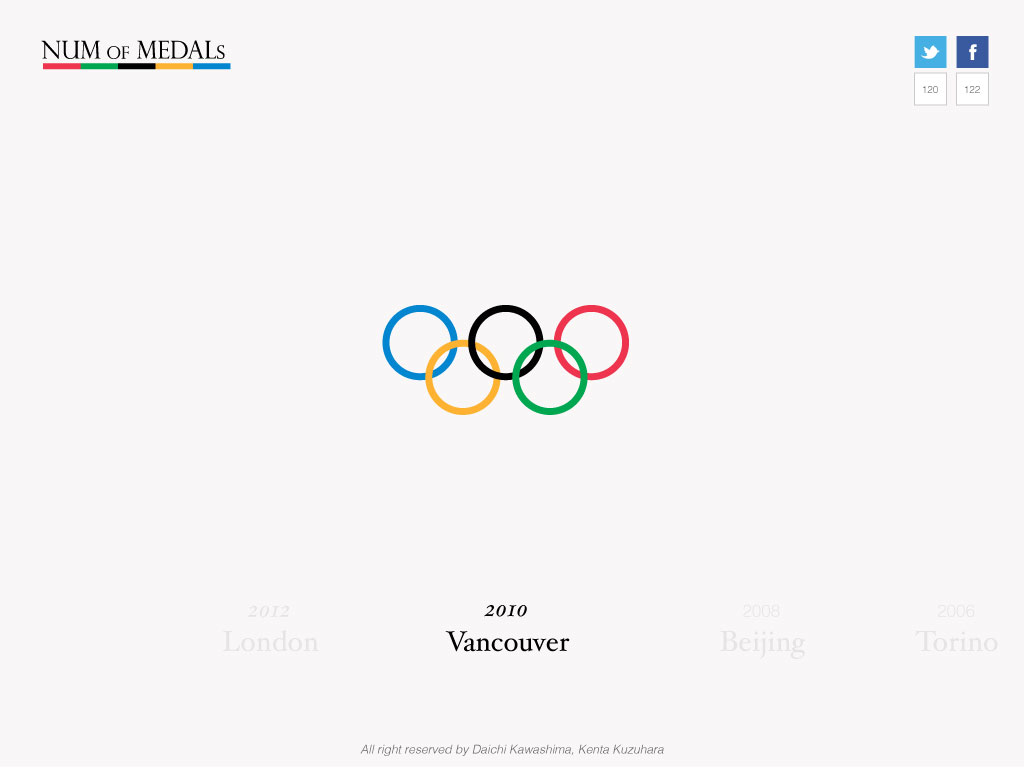 NUM OF MEDALS
120 122
2012 2010 2008 2006
London Vancouver Beijing Torino
All right reserved by Daichi Kawashima, Kenta Kuzuhara